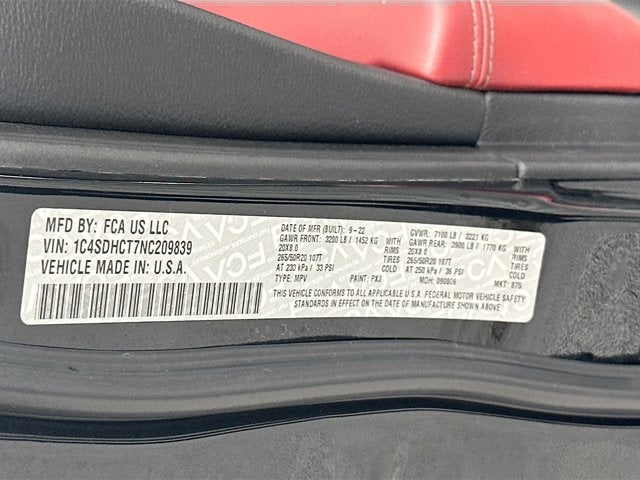 MFD BY: FCA US LLC
VIN: 1C4SDHCT7NC209839
VEHICLE MADE IN: U.S.A.
DATE OF MFR (BUILT): 9-22 GVWR: 7100 LB / 3221 KG
GAWR FRONT: 3200 LB / 1452 KG WITH GAWR REAR: 3900 LB / 1770 KG WITH
20X8.0 RIMS 20X8.0 RIMS
265/50R20 107T TIRES 265/50R20 107T TIRES
AT 230 kPa / 33 PSI COLD AT 250 kPa / 36 PSI COLD
TYPE: MPV PAINT: PXJ MDH: 090806 MKT: 875
THIS VEHICLE CONFORMS TO ALL APPLICABLE U.S.A. FEDERAL MOTOR VEHICLE SAFETY
STANDARDS IN EFFECT ON THE DATE OF MANUFACTURE SHOWN ABOVE.